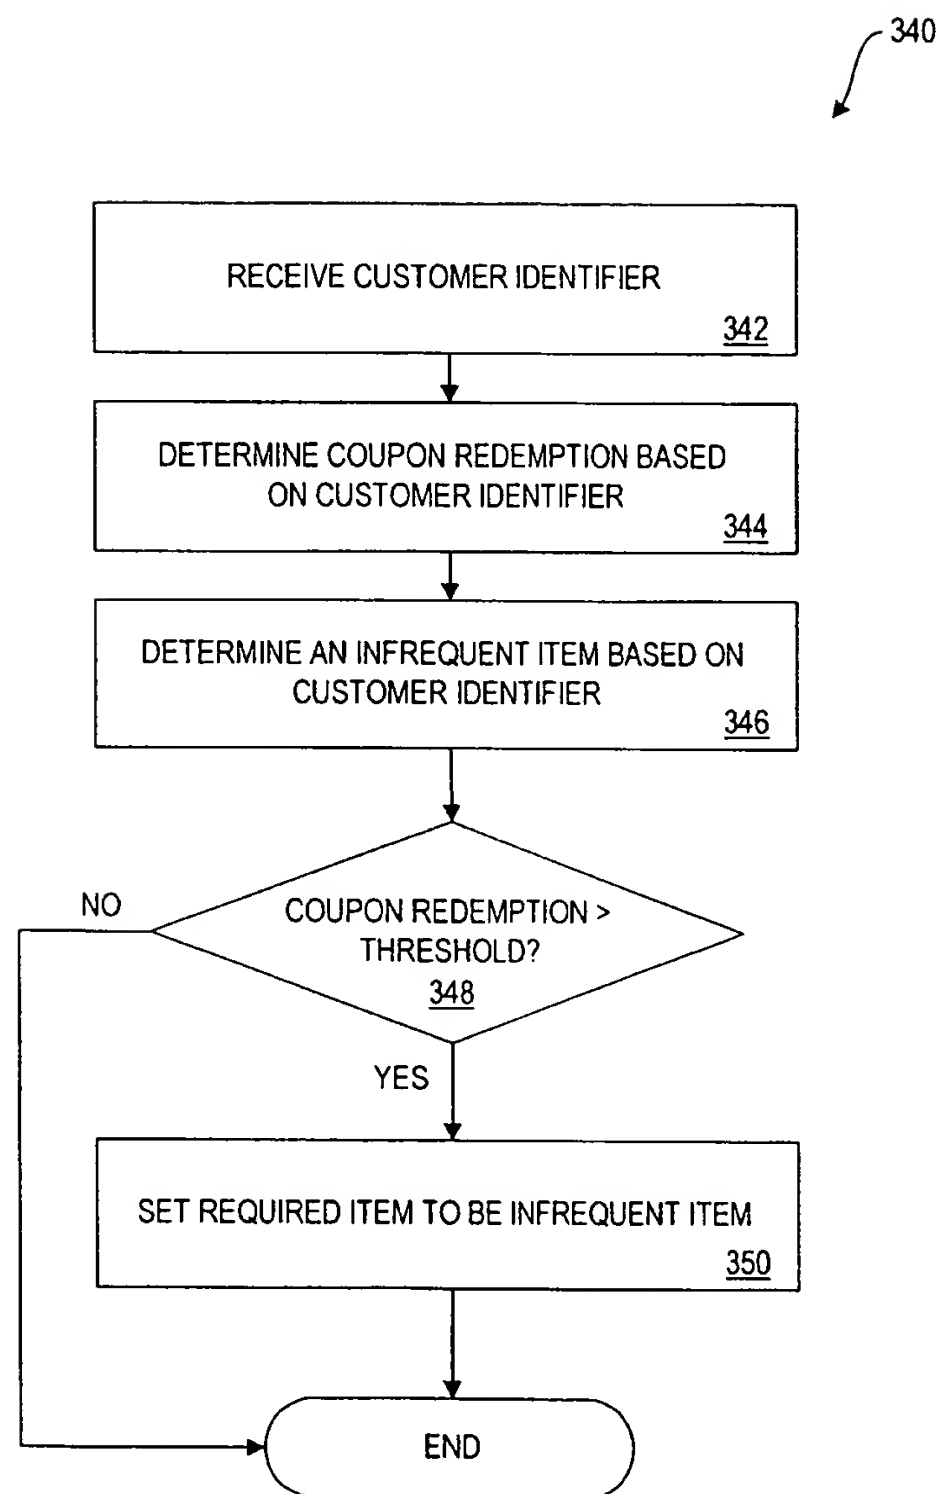 340
RECEIVE CUSTOMER IDENTIFIER
342
DETERMINE COUPON REDEMPTION BASED
ON CUSTOMER IDENTIFIER
344
DETERMINE AN INFREQUENT ITEM BASED ON
CUSTOMER IDENTIFIER
346
NO
COUPON REDEMPTION >
THRESHOLD?
348
YES
SET REQUIRED ITEM TO BE INFREQUENT ITEM
350
END